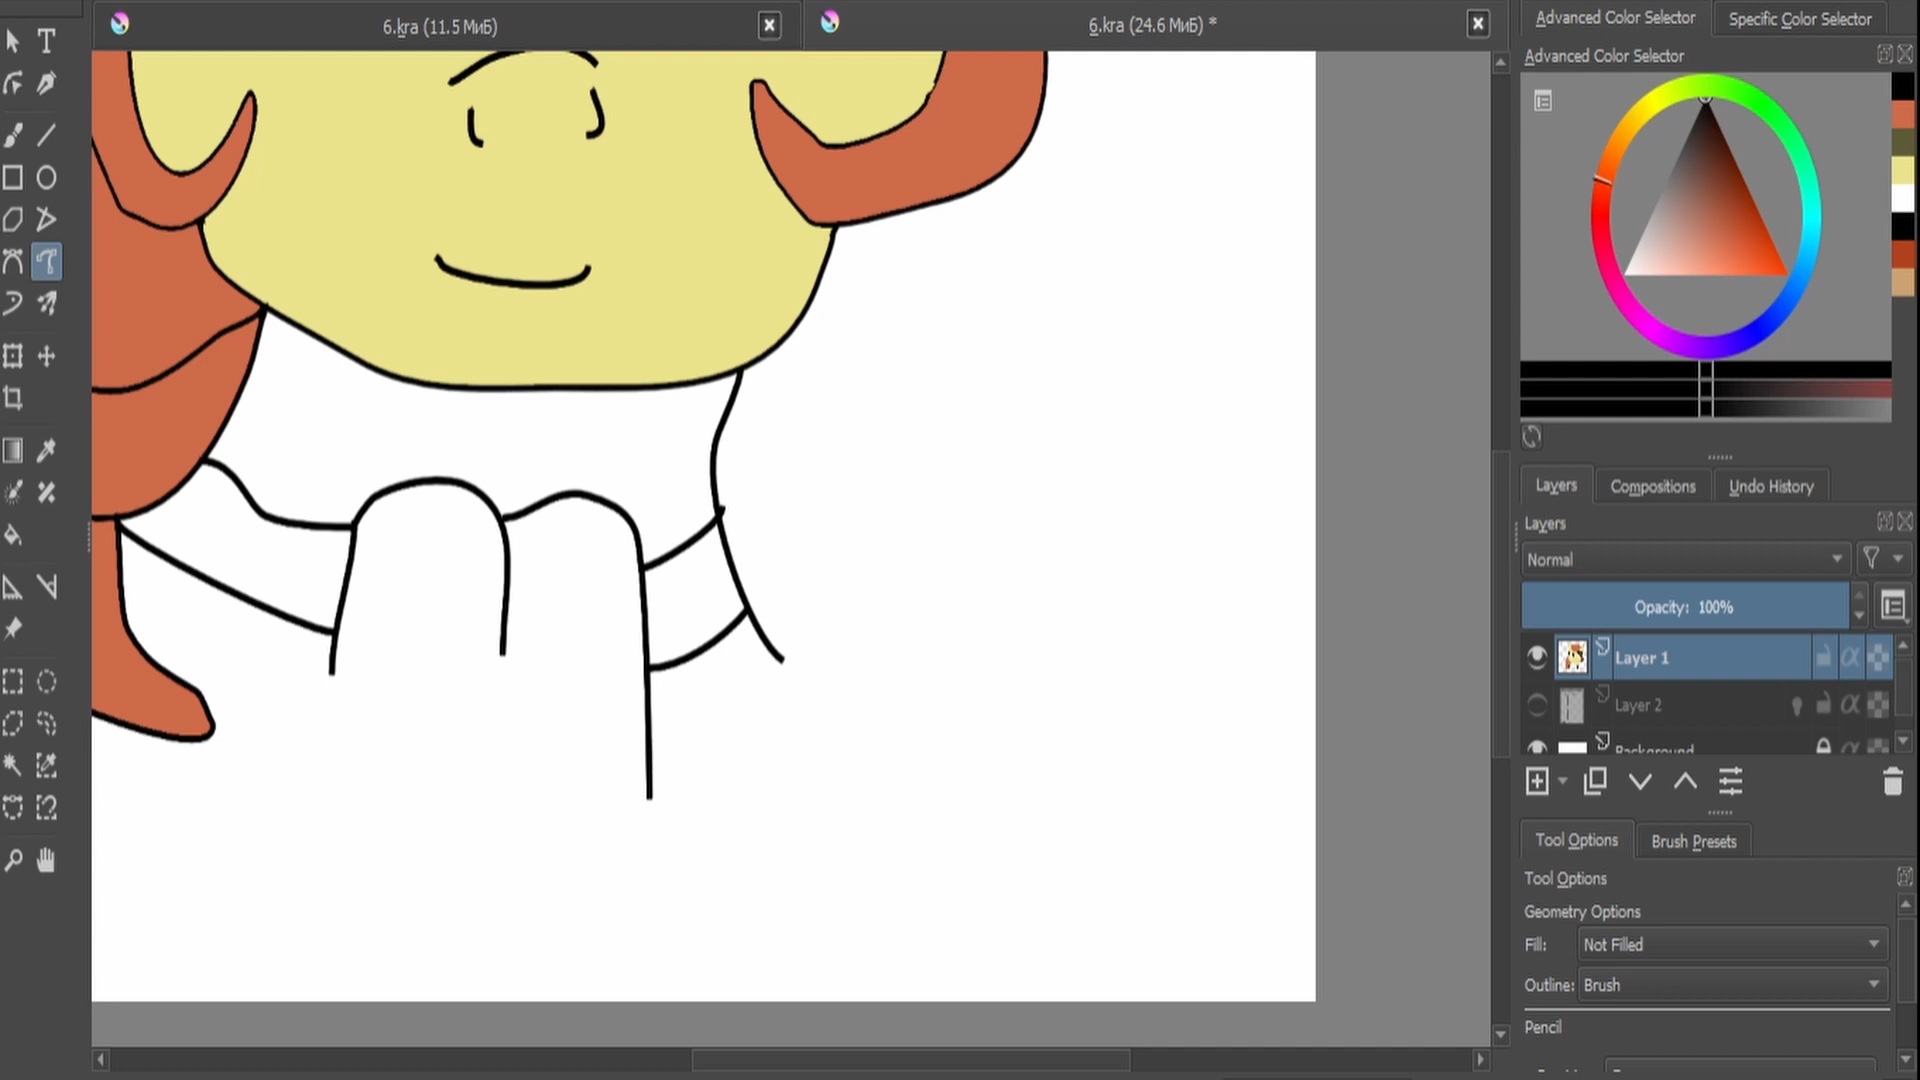 6.kra (11.5 МиБ)
6.kra (24.6 МиБ) *
Advanced Color Selector
Specific Color Selector
Advanced Color Selector
Layers
Compositions
Undo History
Layers
Normal
Opacity: 100%
Layer 1
Layer 2
Background
Tool Options
Brush Presets
Tool Options
Geometry Options
Fill: Not Filled
Outline: Brush
Pencil